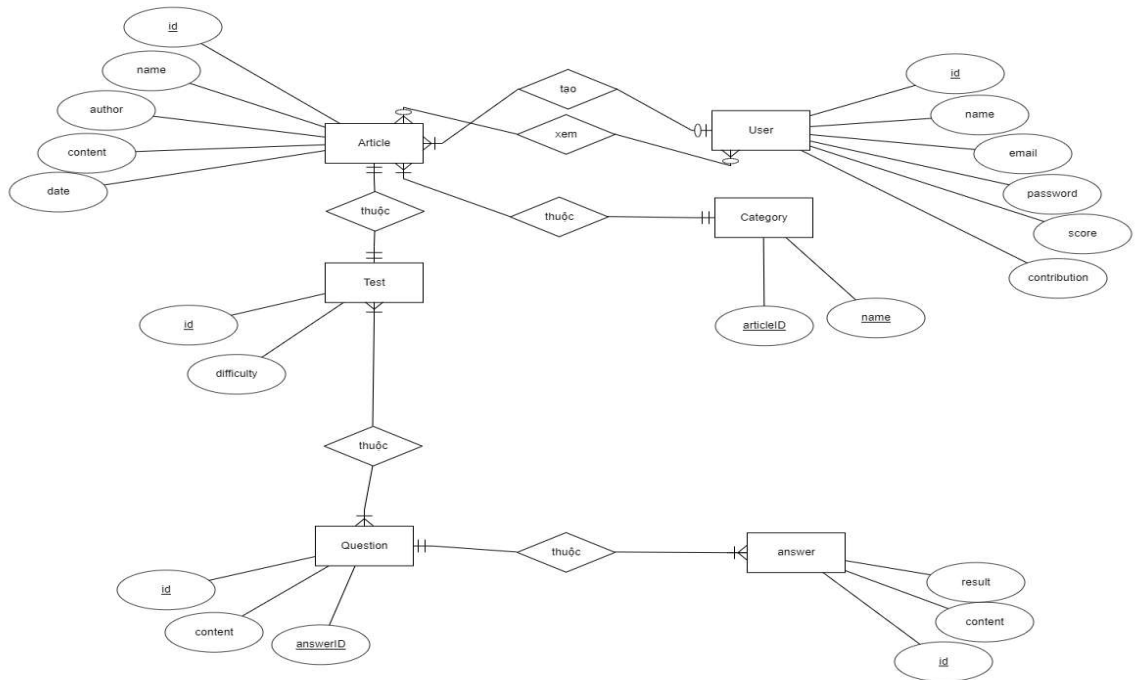 id
name
author
content
date
Article
tạo
xem
User
id
name
email
password
score
contribution
thuộc
thuộc
Category
articleID
name
Test
id
difficulty
thuộc
Question
id
content
answerID
thuộc
answer
result
content
id